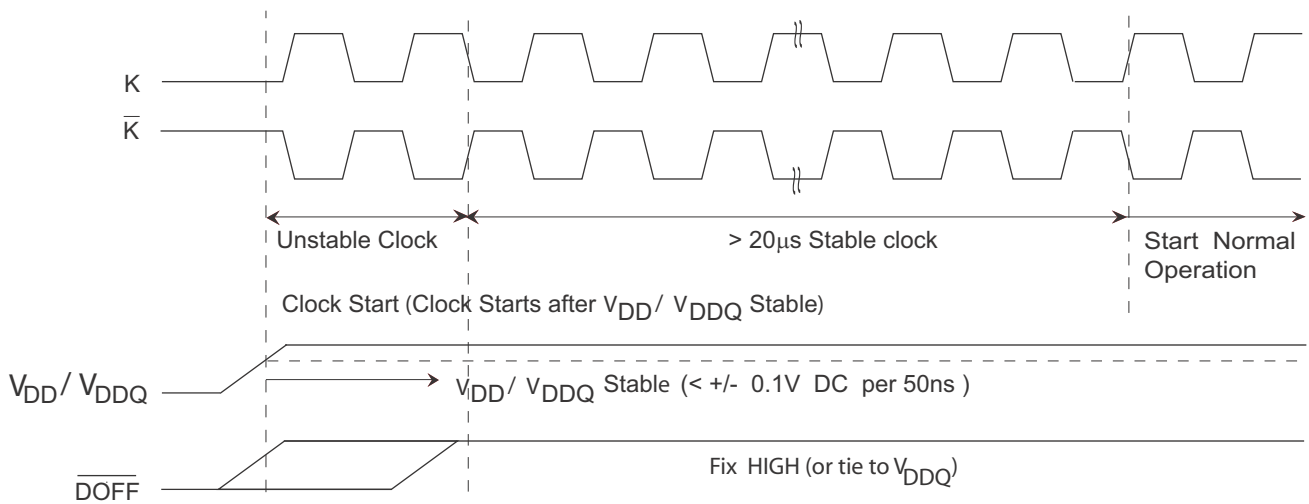 K
K̅
Unstable Clock
> 20μs Stable clock
Start Normal
Operation
Clock Start (Clock Starts after VDD / VDDQ Stable)
VDD / VDDQ
VDD / VDDQ Stable (< +/- 0.1V DC per 50ns )
D̅O̅F̅F̅
Fix HIGH (or tie to VDDQ)